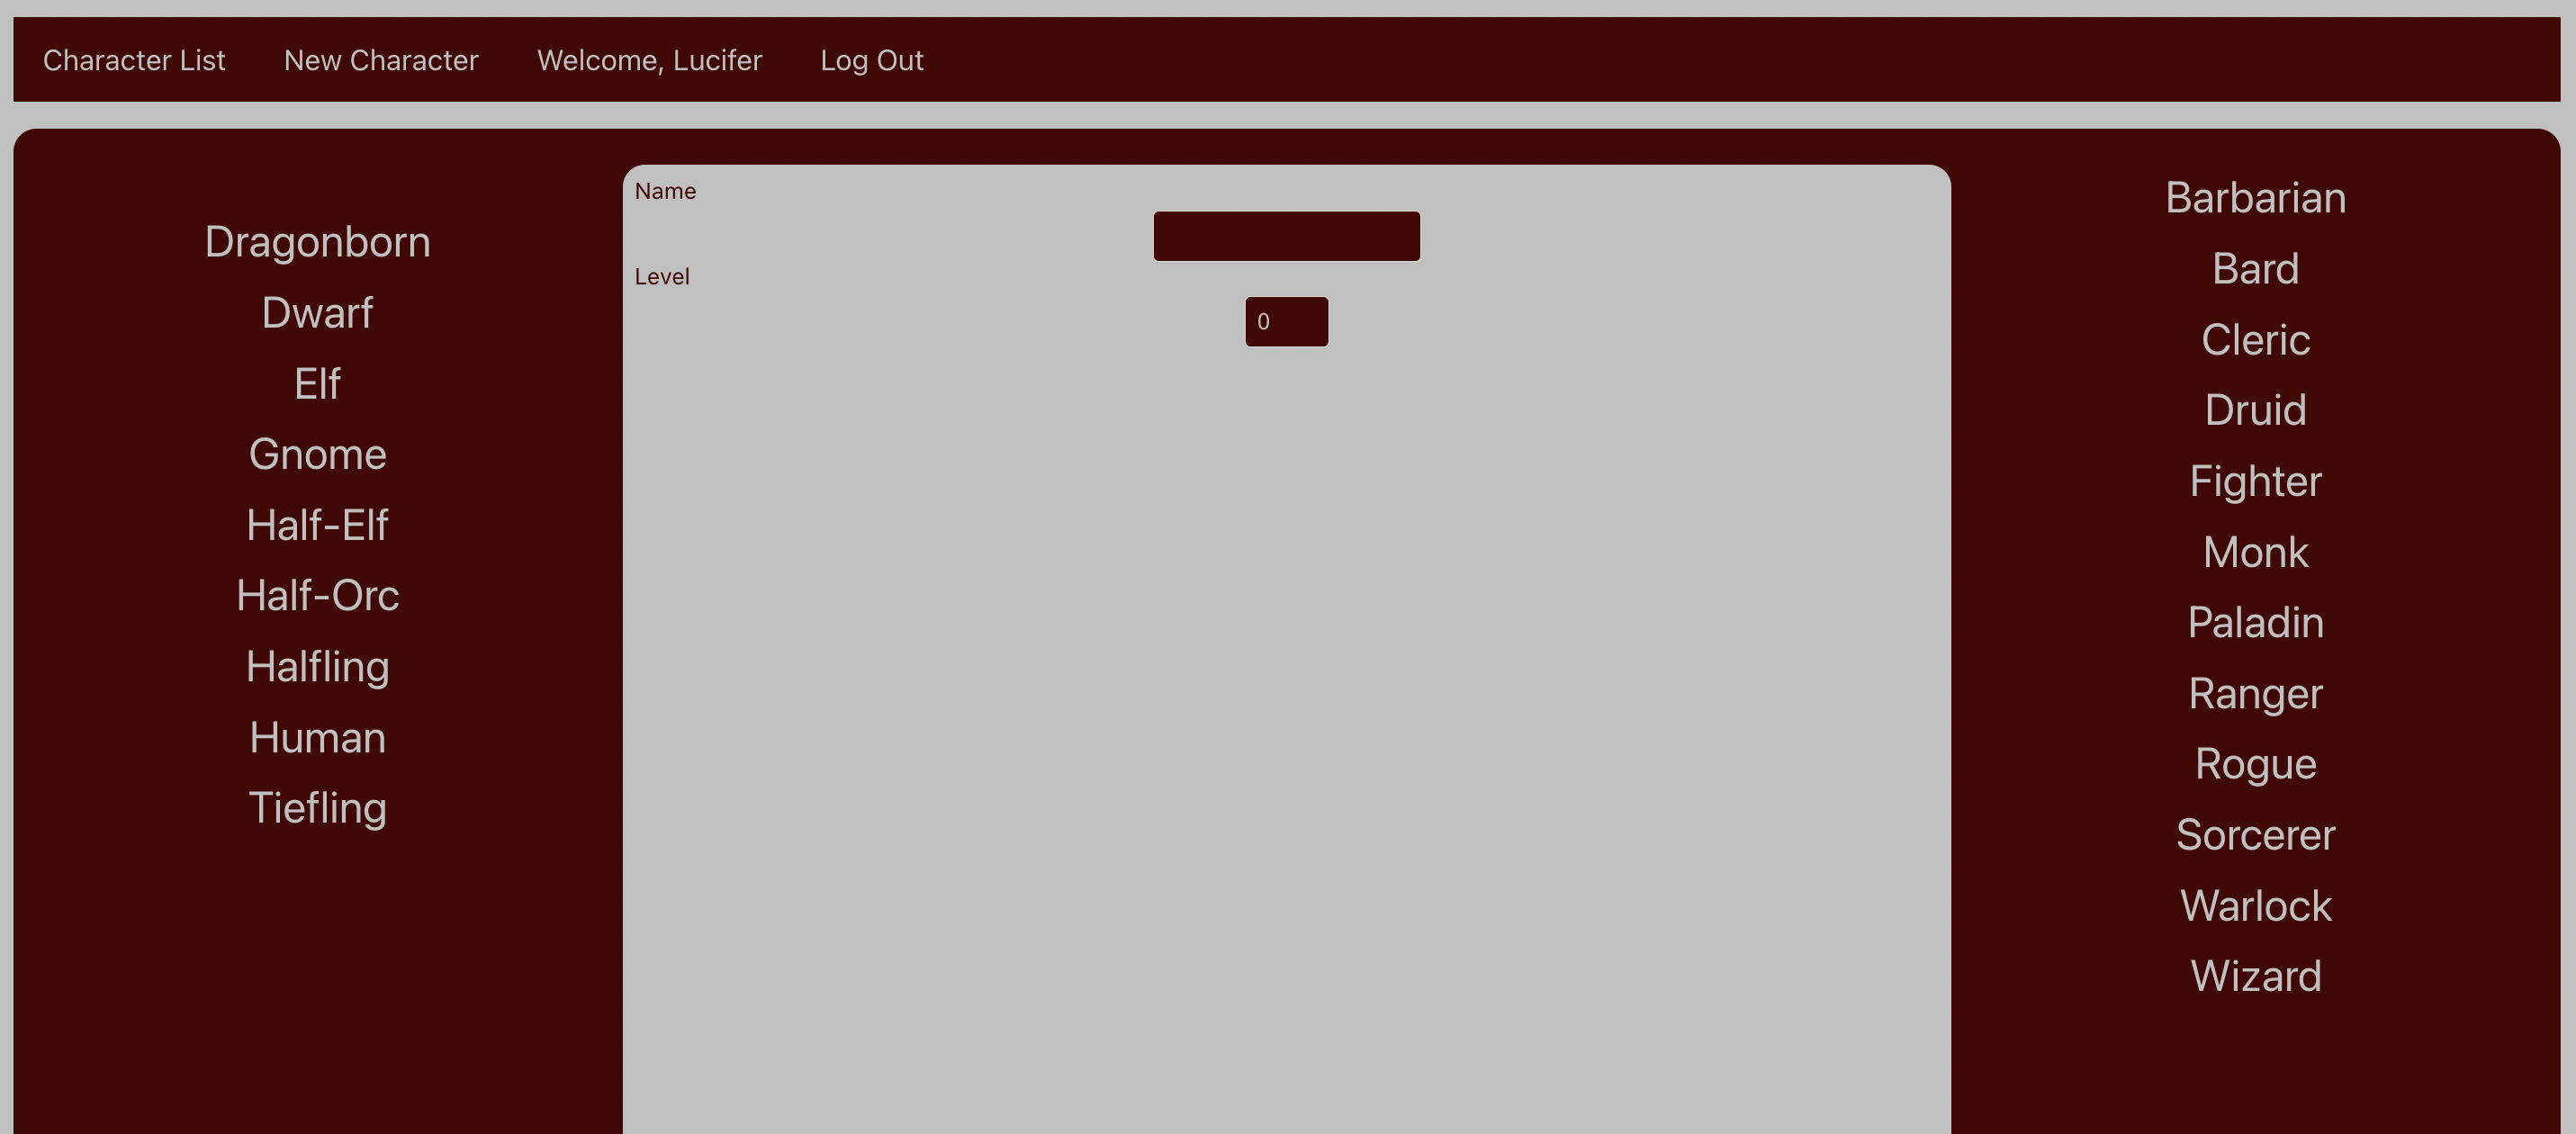 Character List New Character Welcome, Lucifer Log Out
Dragonborn
Dwarf
Elf
Gnome
Half-Elf
Half-Orc
Halfling
Human
Tiefling
Name
Level
0
Barbarian
Bard
Cleric
Druid
Fighter
Monk
Paladin
Ranger
Rogue
Sorcerer
Warlock
Wizard